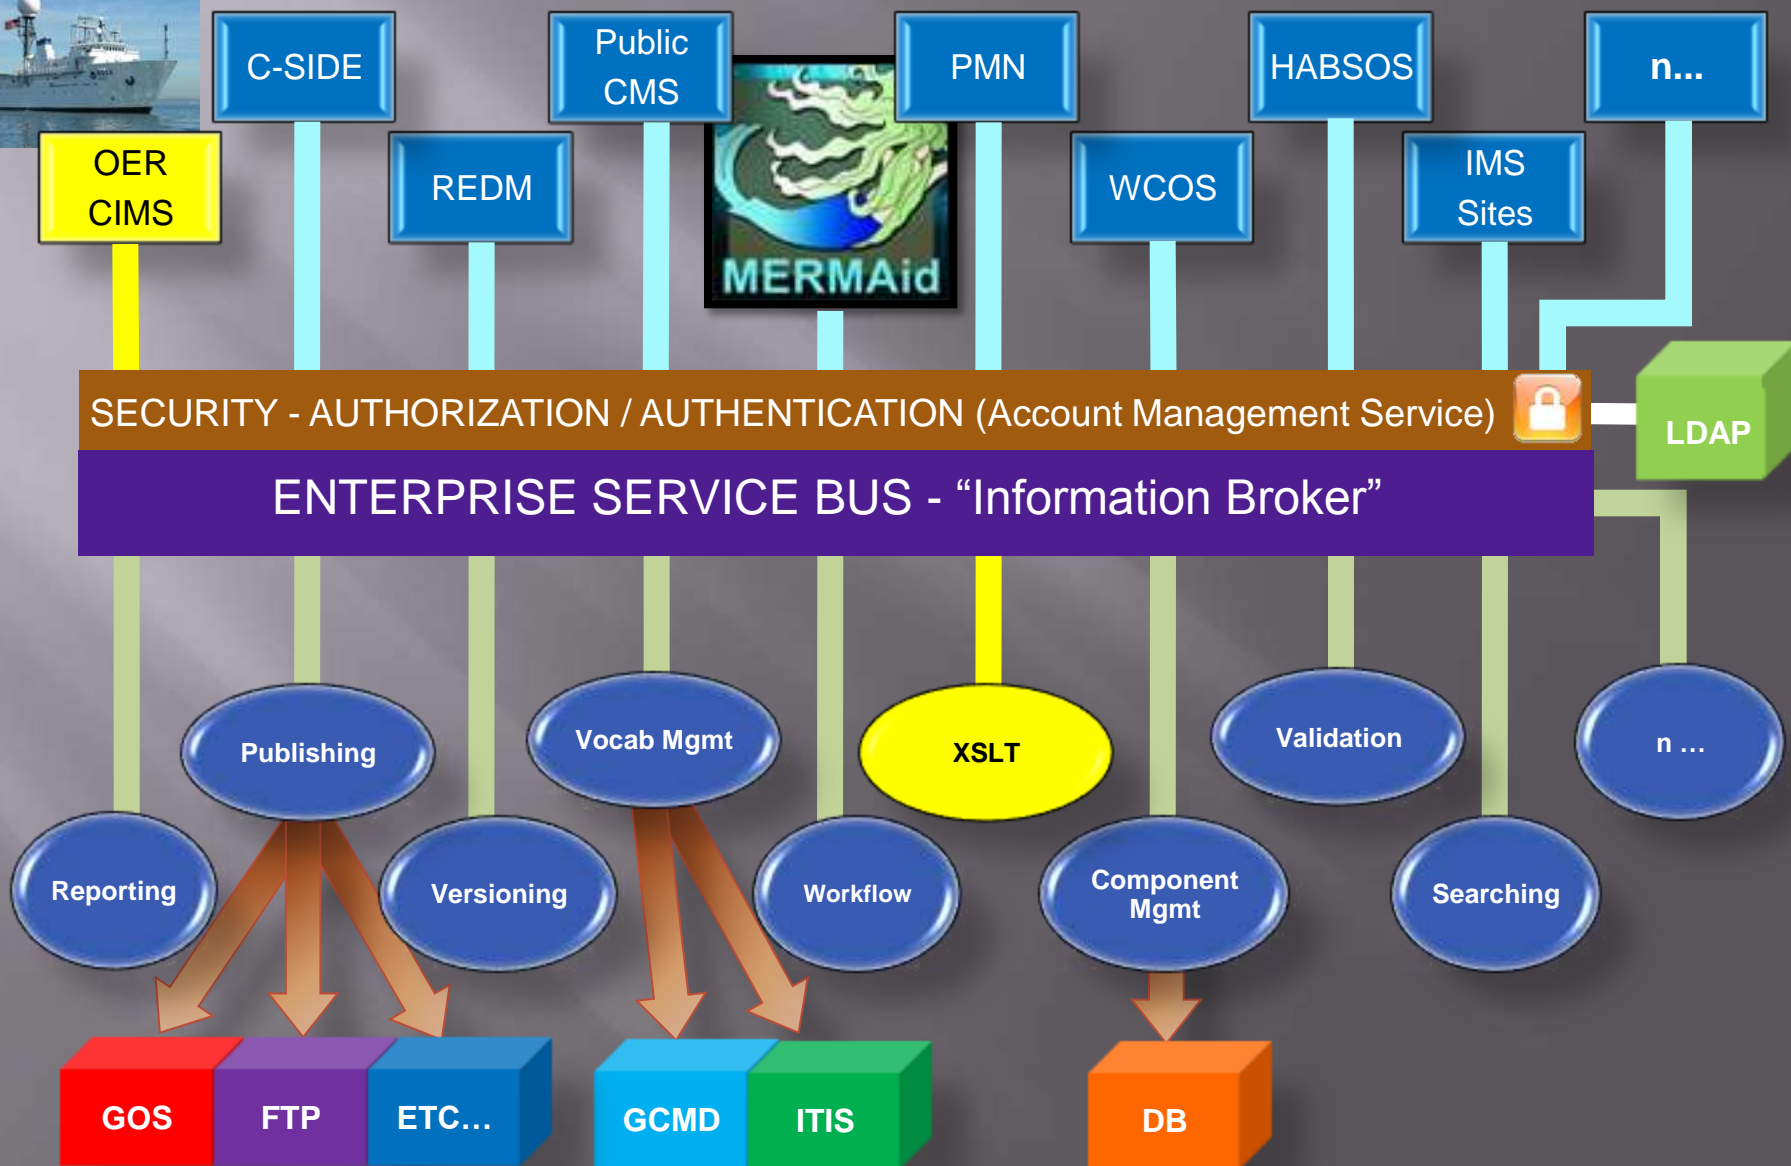 C-SIDE
Public
CMS
PMN
HABSOS
n...
OER
CIMS
REDM
MERMAid
WCOS
IMS
Sites
SECURITY - AUTHORIZATION / AUTHENTICATION (Account Management Service)
LDAP
ENTERPRISE SERVICE BUS - “Information Broker”
Publishing
Vocab Mgmt
XSLT
Validation
n …
Reporting
Versioning
Workflow
Component
Mgmt
Searching
GOS
FTP
ETC…
GCMD
ITIS
DB